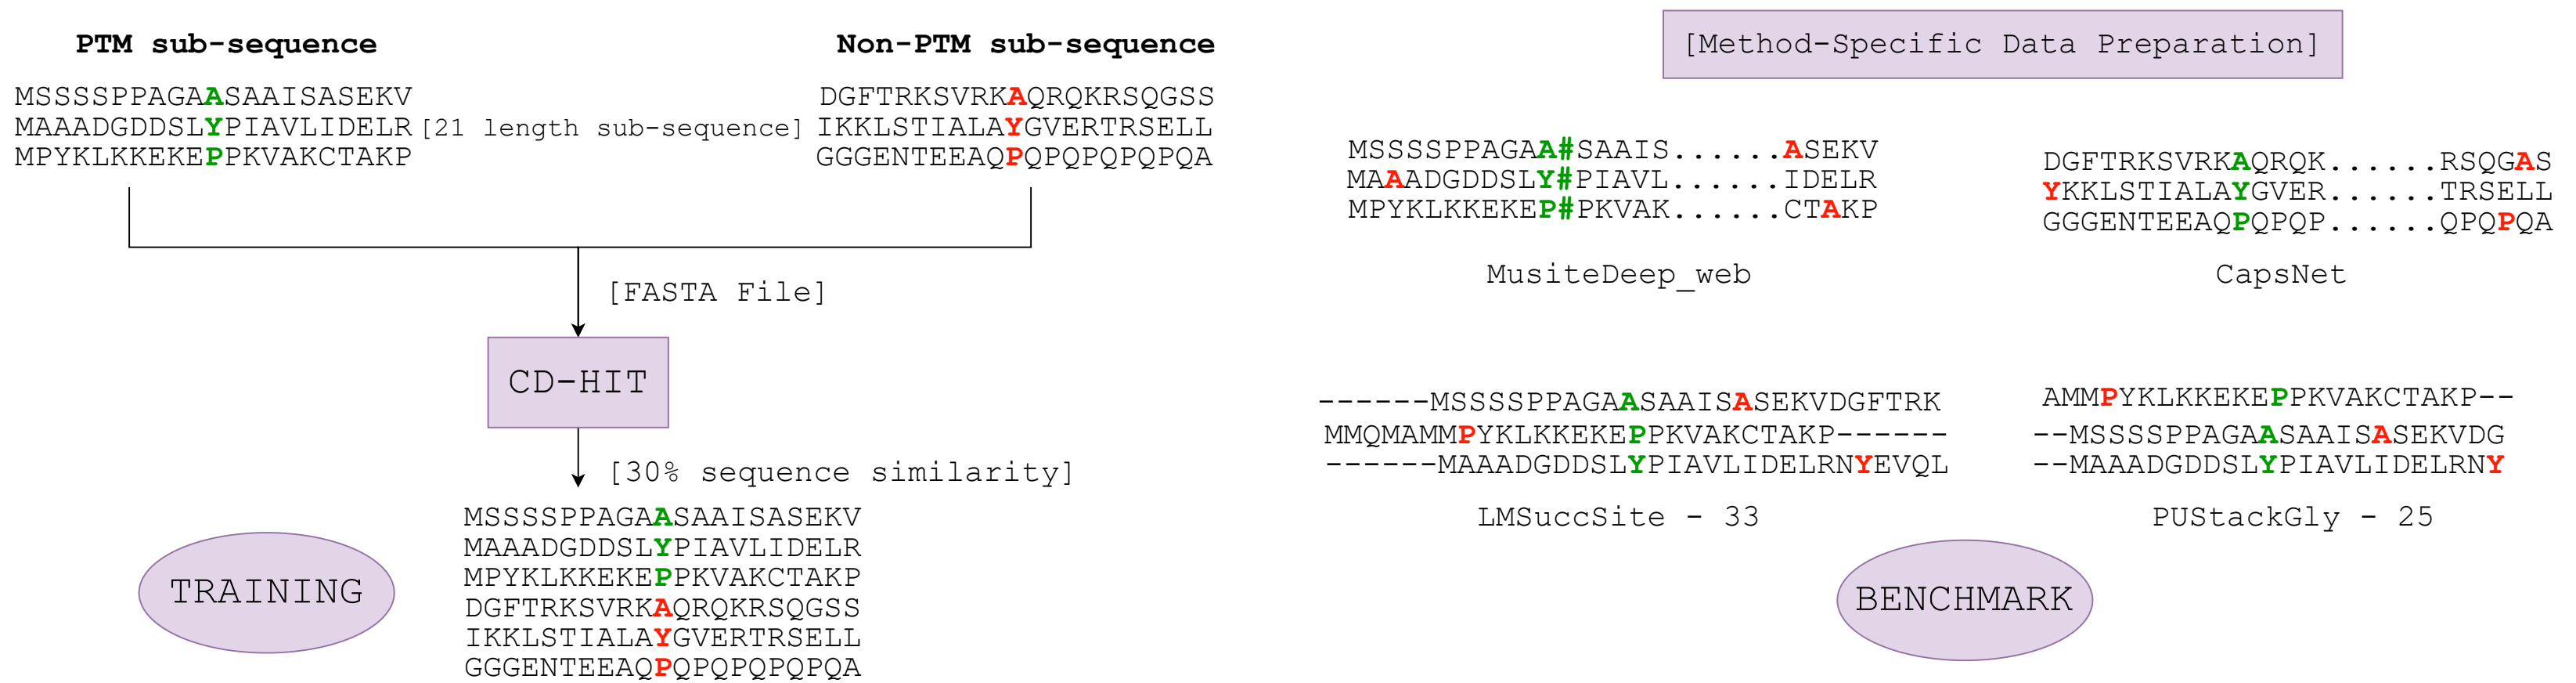 PTM sub-sequence
MSSSSPPAGAASAAISASEKV
MAAADGDDSLYPIAVLIDELR
MPYKLKKEKEPPKVAKCTAKP
[21 length sub-sequence]
Non-PTM sub-sequence
DGFTRKSVRKAQRQKRSQGSS
IKKLSTIALAYGVERTRSELL
GGGENTEEAQPQPQPQPQPQA
[FASTA File]
CD-HIT
[30% sequence similarity]
MSSSSPPAGAASAAISASEKV
MAAADGDDSLYPIAVLIDELR
MPYKLKKEKEPPKVAKCTAKP
DGFTRKSVRKAQRQKRSQGSS
IKKLSTIALAYGVERTRSELL
GGGENTEEAQPQPQPQPQPQA
TRAINING
[Method-Specific Data Preparation]
MSSSSPPAGAA#SAAIS......ASEKV
MAAADGDDSLY#PIAVL......IDELR
MPYKLKKEKEP#PKVAK......CTAKP
MusiteDeep_web
DGFTRKSVRKAQRQK......RSQGAS
YKKLSTIALAYGVER......TRSELL
GGGENTEEAQPQPQP......QPQPQA
CapsNet
------MSSSSPPAGAASAAISASEKVDGFTRK
MMQMAMMPYKLKKEKEPPKVAKCTAKP------
------MAAADGDDSLYPIAVLIDELRNYEVQL
LMSuccSite - 33
AMMPYKLKKEKEPPKVAKCTAKP--
--MSSSSPPAGAASAAISASEKVDG
--MAAADGDDSLYPIAVLIDELRNY
PUStackGly - 25
BENCHMARK